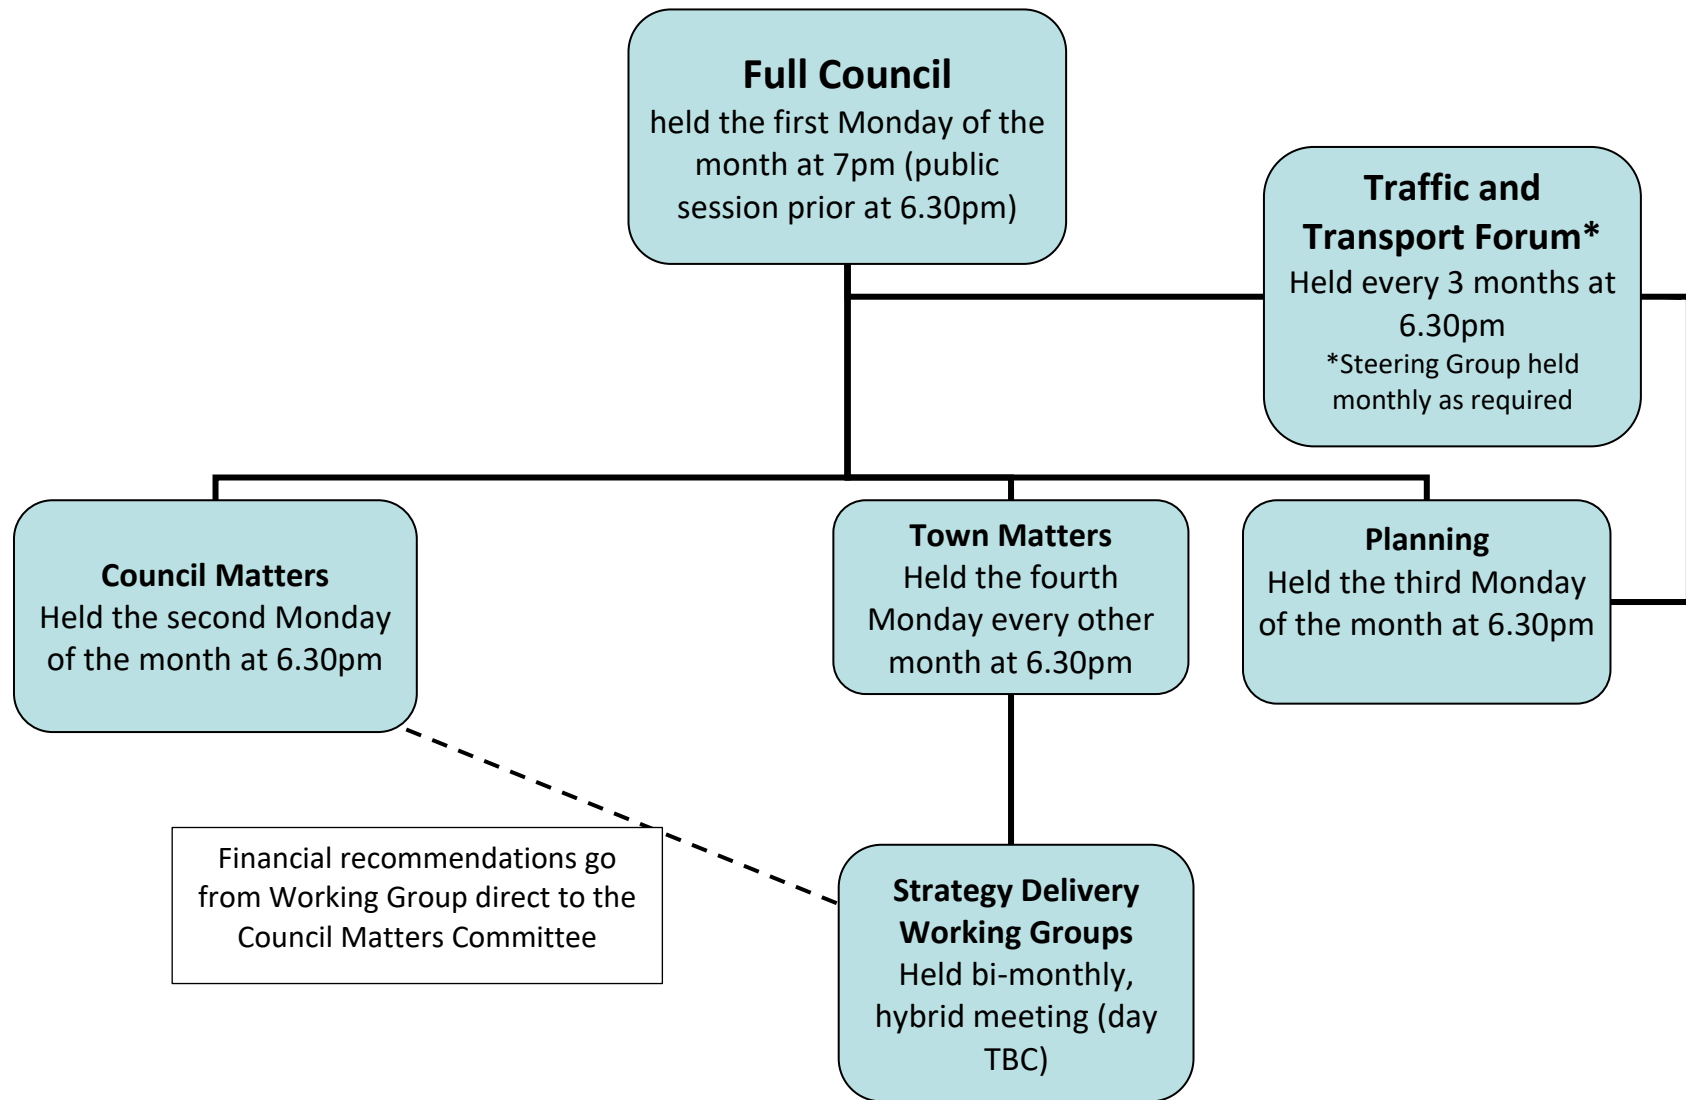 Full Council
held the first Monday of the
month at 7pm (public
session prior at 6.30pm)
Traffic and
Transport Forum*
Held every 3 months at
6.30pm
*Steering Group held
monthly as required
Council Matters
Held the second Monday
of the month at 6.30pm
Town Matters
Held the fourth
Monday every other
month at 6.30pm
Planning
Held the third Monday
of the month at 6.30pm
Financial recommendations go
from Working Group direct to the
Council Matters Committee
Strategy Delivery
Working Groups
Held bi-monthly,
hybrid meeting (day
TBC)